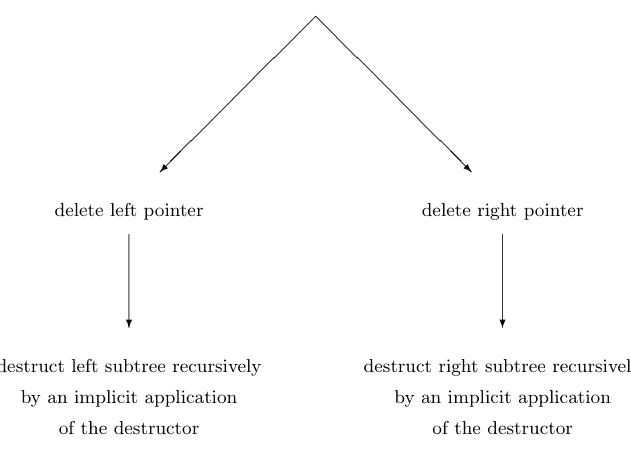 delete left pointer
delete right pointer
destruct left subtree recursively
by an implicit application
of the destructor
destruct right subtree recursivel
by an implicit application
of the destructor